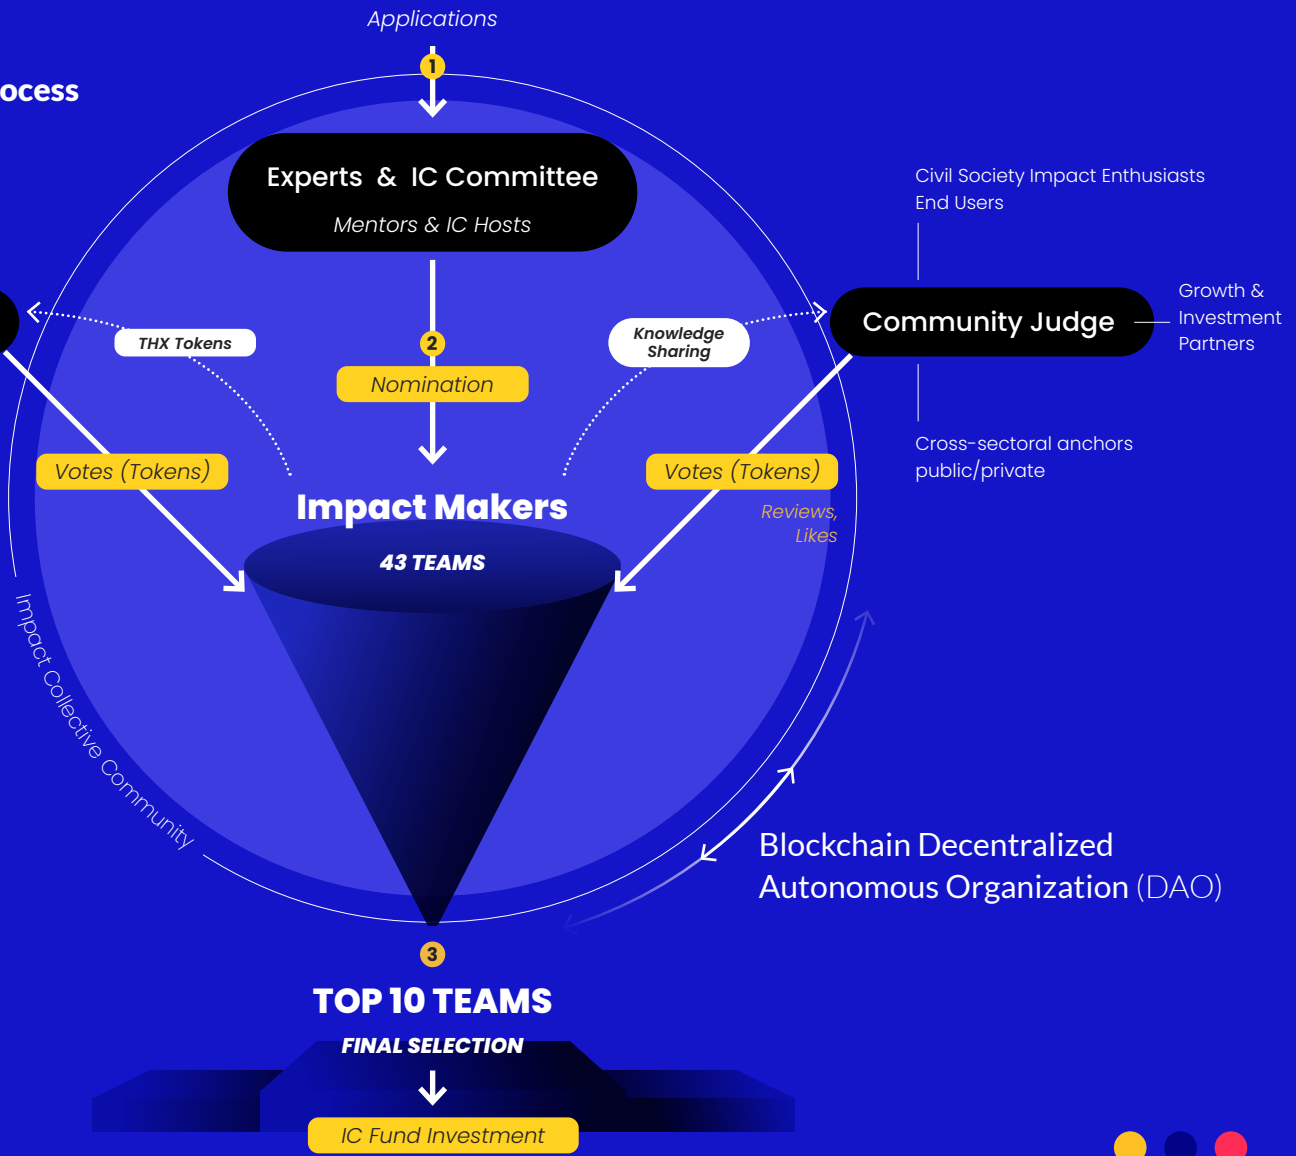 Applications
1
ocess
Experts & IC Committee
Mentors & IC Hosts
Civil Society Impact Enthusiasts
End Users
THX Tokens
2
Nomination
Knowledge
Sharing
Community Judge
Growth &
Investment
Partners
Votes (Tokens)
Votes (Tokens)
Reviews,
Likes
Cross-sectoral anchors
public/private
Impact Makers
43 TEAMS
Impact Collective Community
Blockchain Decentralized
Autonomous Organization (DAO)
3
TOP 10 TEAMS
FINAL SELECTION
IC Fund Investment